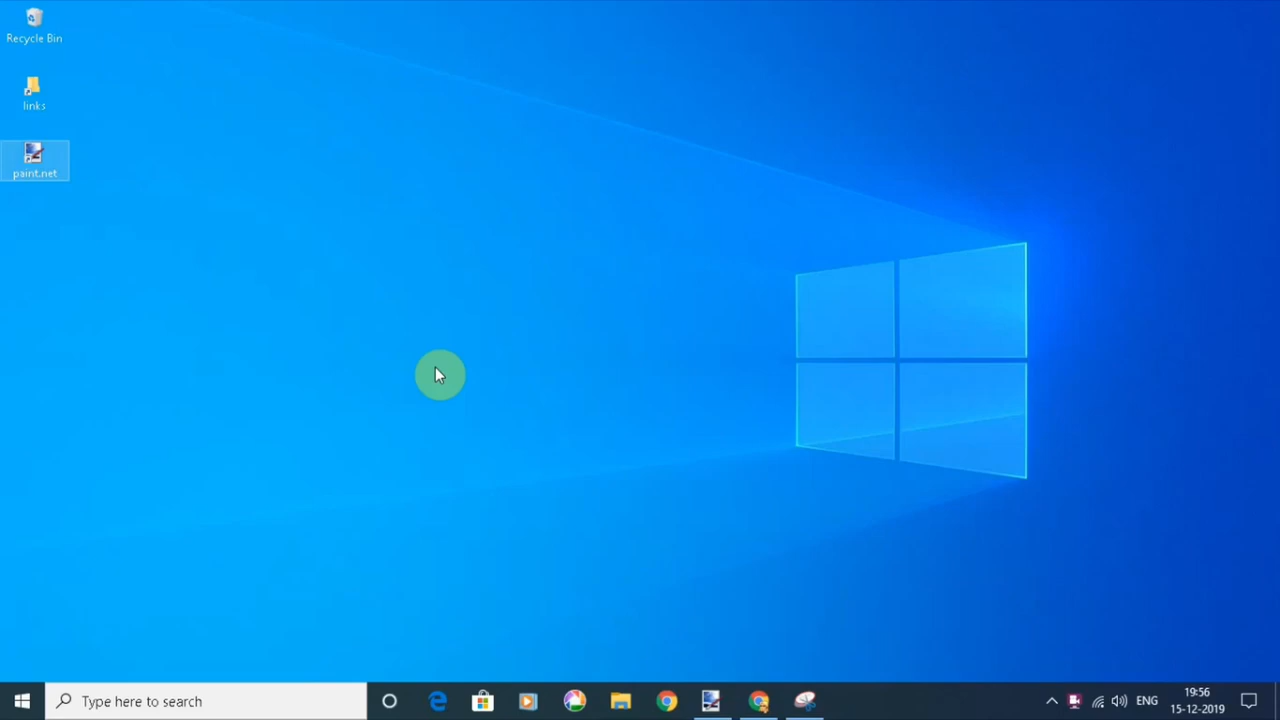 Recycle Bin
links
paint.net
Type here to search
ENG
19:56
15-12-2019